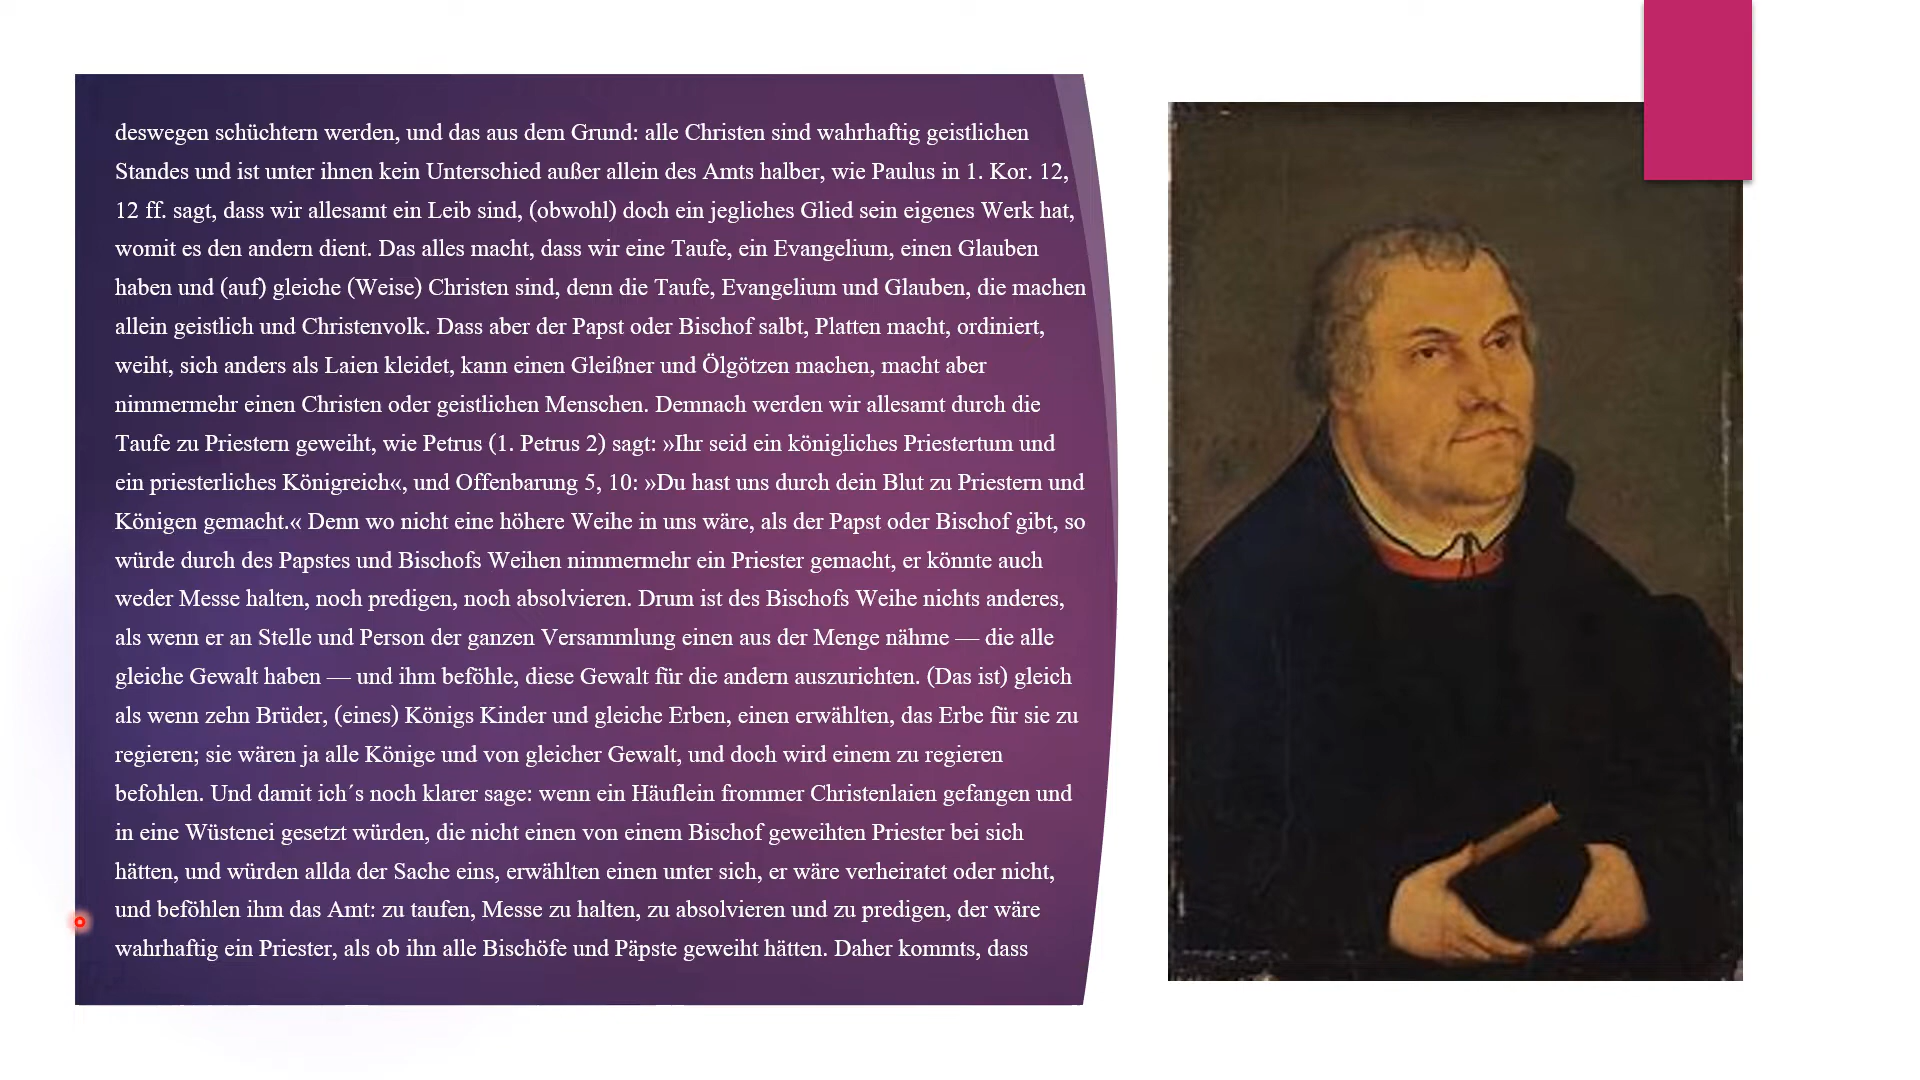 deswegen schüchtern werden, und das aus dem Grund: alle Christen sind wahrhaftig geistlichen
Standes und ist unter ihnen kein Unterschied außer allein des Amts halber, wie Paulus in 1. Kor. 12,
12 ff. sagt, dass wir allesamt ein Leib sind, (obwohl) doch ein jegliches Glied sein eigenes Werk hat,
womit es den andern dient. Das alles macht, dass wir eine Taufe, ein Evangelium, einen Glauben
haben und (auf) gleiche (Weise) Christen sind, denn die Taufe, Evangelium und Glauben, die machen
allein geistlich und Christenvolk. Dass aber der Papst oder Bischof salbt, Platten macht, ordiniert,
weiht, sich anders als Laien kleidet, kann einen Gleißner und Ölgötzen machen, macht aber
nimmermehr einen Christen oder geistlichen Menschen. Demnach werden wir allesamt durch die
Taufe zu Priestern geweiht, wie Petrus (1. Petrus 2) sagt: »Ihr seid ein königliches Priestertum und
ein priesterliches Königreich«, und Offenbarung 5, 10: »Du hast uns durch dein Blut zu Priestern und
Königen gemacht.« Denn wo nicht eine höhere Weihe in uns wäre, als der Papst oder Bischof gibt, so
würde durch des Papstes und Bischofs Weihen nimmermehr ein Priester gemacht, er könnte auch
weder Messe halten, noch predigen, noch absolvieren. Drum ist des Bischofs Weihe nichts anderes,
als wenn er an Stelle und Person der ganzen Versammlung einen aus der Menge nähme — die alle
gleiche Gewalt haben — und ihm beföhle, diese Gewalt für die andern auszurichten. (Das ist) gleich
als wenn zehn Brüder, (eines) Königs Kinder und gleiche Erben, einen erwählten, das Erbe für sie zu
regieren; sie wären ja alle Könige und von gleicher Gewalt, und doch wird einem zu regieren
befohlen. Und damit ich´s noch klarer sage: wenn ein Häuflein frommer Christenlaien gefangen und
in eine Wüstenei gesetzt würden, die nicht einen von einem Bischof geweihten Priester bei sich
hätten, und würden allda der Sache eins, erwählten einen unter sich, er wäre verheiratet oder nicht,
und beföhlen ihm das Amt: zu taufen, Messe zu halten, zu absolvieren und zu predigen, der wäre
wahrhaftig ein Priester, als ob ihn alle Bischöfe und Päpste geweiht hätten. Daher kommts, dass